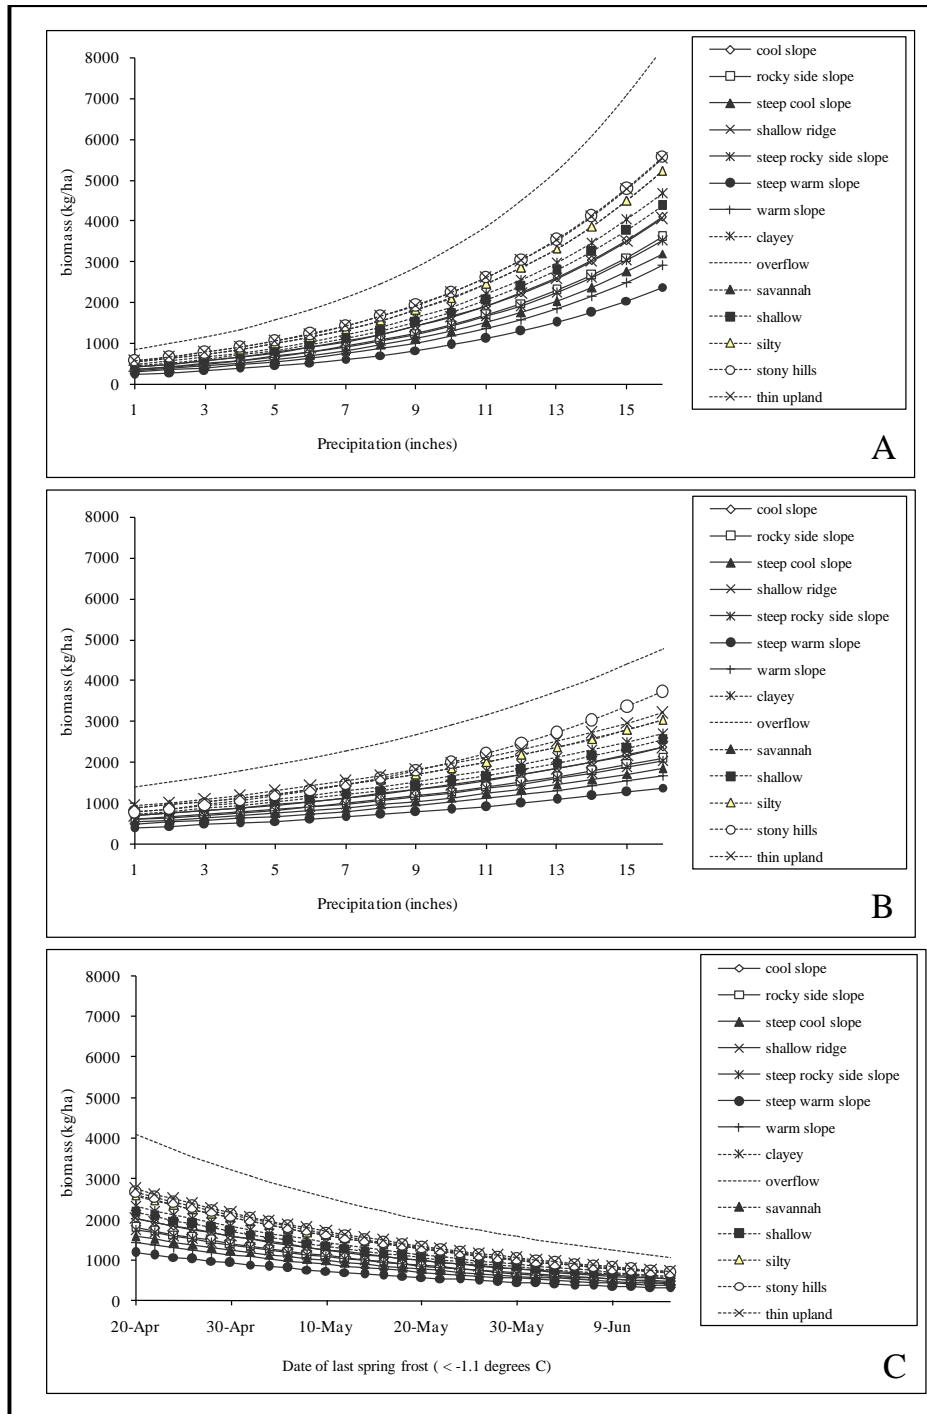 8000
7000
6000
5000
4000
3000
2000
1000
0
biomass (kg/ha)
1 3 5 7 9 11 13 15
Precipitation (inches)
cool slope
rocky side slope
steep cool slope
shallow ridge
steep rocky side slope
steep warm slope
warm slope
clayey
overflow
savannah
shallow
silty
stony hills
thin upland
A
8000
7000
6000
5000
4000
3000
2000
1000
0
biomass (kg/ha)
1 3 5 7 9 11 13 15
Precipitation (inches)
cool slope
rocky side slope
steep cool slope
shallow ridge
steep rocky side slope
steep warm slope
warm slope
clayey
overflow
savannah
shallow
silty
stony hills
thin upland
B
8000
7000
6000
5000
4000
3000
2000
1000
0
biomass (kg/ha)
20-Apr 30-Apr 10-May 20-May 30-May 9-Jun
Date of last spring frost ( < -1.1 degrees C)
cool slope
rocky side slope
steep cool slope
shallow ridge
steep rocky side slope
steep warm slope
warm slope
clayey
overflow
savannah
shallow
silty
stony hills
thin upland
C